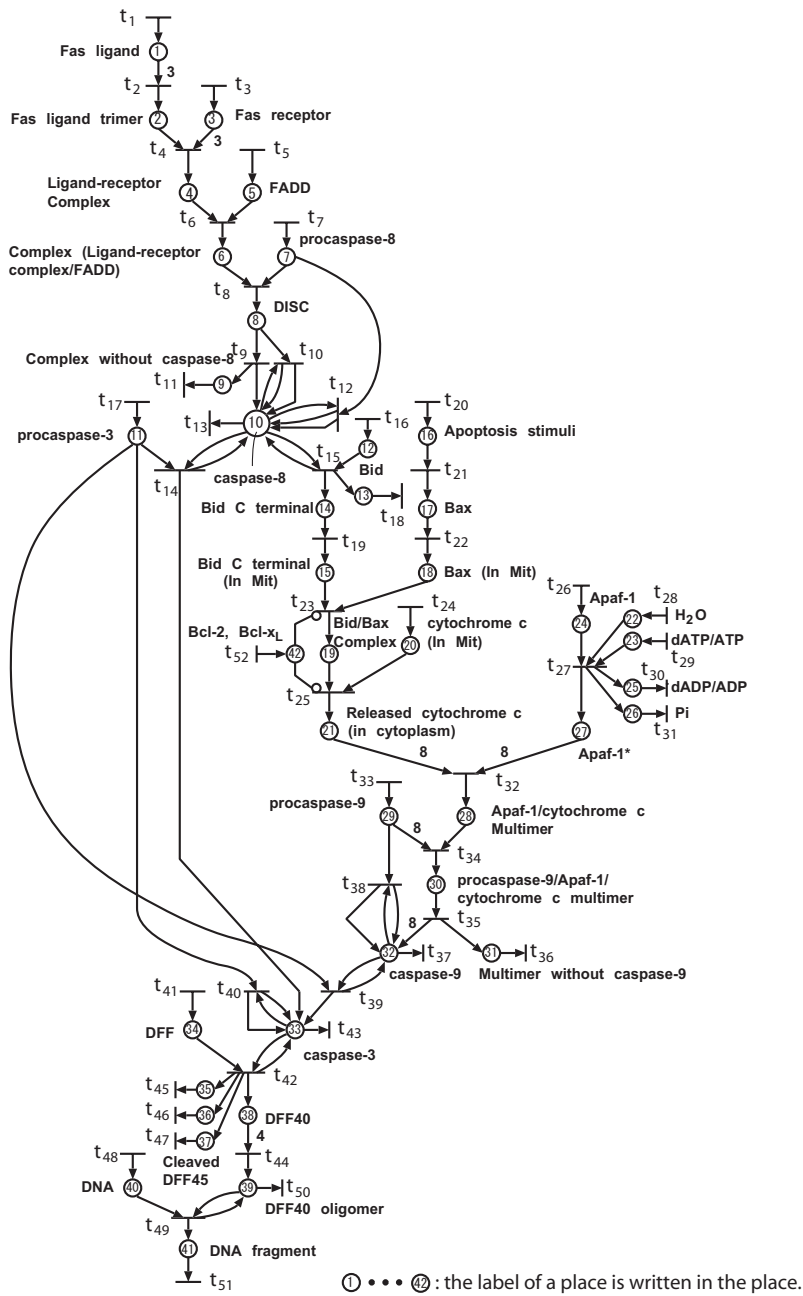 t1
Fas ligand
1
3
t2
t3
Fas ligand trimer
2
3
Fas receptor
3
t4
t5
Ligand-receptor
Complex
4
5
FADD
t6
t7
procaspase-8
Complex (Ligand-receptor
complex/FADD)
6
7
t8
8
DISC
t9
t10
Complex without caspase-8
t11
9
t12
t17
procaspase-3
11
t13
10
t16
t20
12
Bid
16
Apoptosis stimuli
t14
caspase-8
t15
13
t18
t21
Bid C terminal
14
17
Bax
t19
t22
Bid C terminal
(In Mit)
15
18
Bax (In Mit)
t23
t24
t26
Apaf-1
t28
24
22
H2O
Bcl-2, Bcl-xL
Bid/Bax
Complex
cytochrome c
(In Mit)
23
dATP/ATP
t29
t52
42
19
20
t27
t30
t25
25
dADP/ADP
26
Pi
t31
21
Released cytochrome c
(in cytoplasm)
27
Apaf-1*
8
8
t33
t32
procaspase-9
29
28
Apaf-1/cytochrome c
Multimer
8
t34
t38
30
procaspase-9/Apaf-1/
cytochrome c multimer
8
t35
32
t37
31
t36
caspase-9
Multimer without caspase-9
t41
t40
t39
DFF
34
33
t43
caspase-3
t42
t45
35
t46
36
38
DFF40
t47
37
4
Cleaved
DFF45
t44
t48
DNA
40
39
t50
DFF40 oligomer
t49
41
DNA fragment
t51
1 • • • 42 : the label of a place is written in the place.